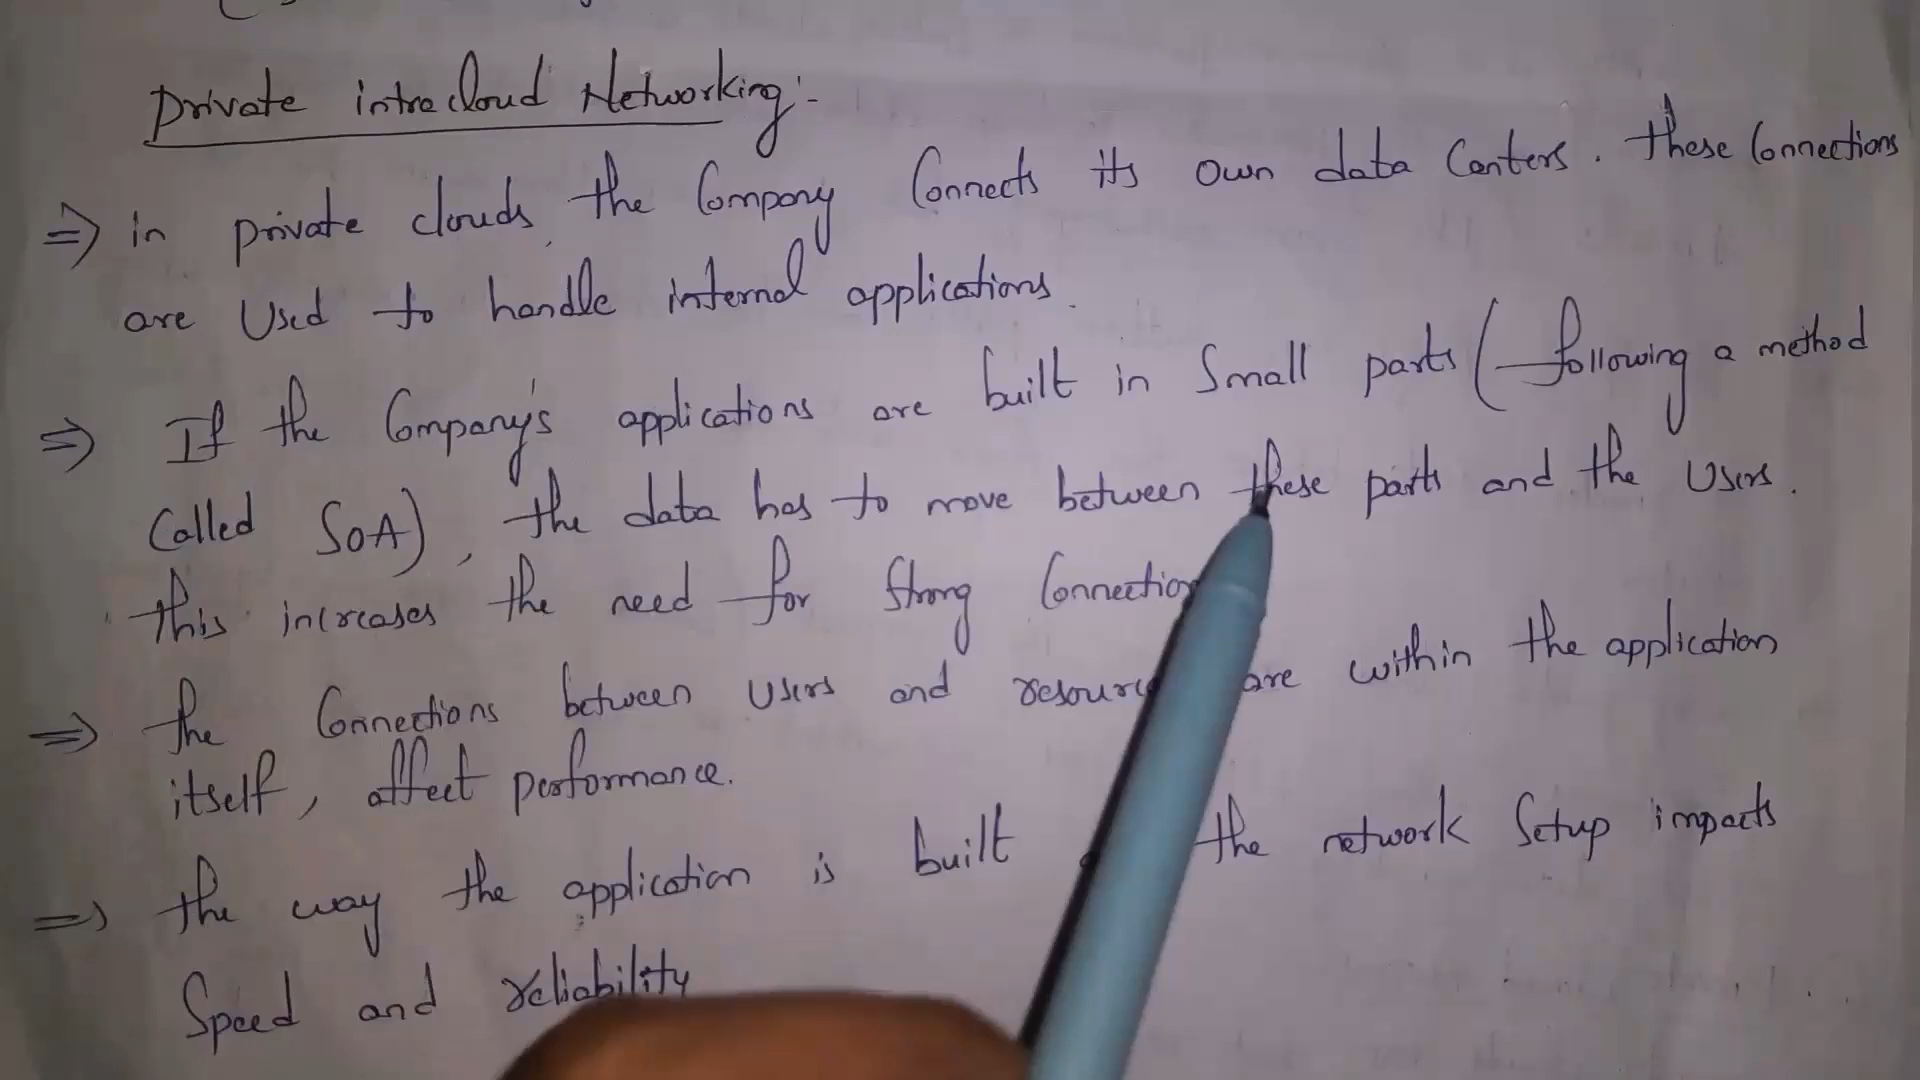 Private intracloud Networking:-
=> in private clouds, the Company Connects its own data Centers. These Connections
are Used to handle internal applications.
=> If the Company's applications are built in Small parts (following a method
Called SOA), the data has to move between these parts and the Users.
this increases the need for Strong
=> the Connections between Users and are within the application
itself, affect performance.
=> the way the application is built the network Setup impacts
Speed and reliability